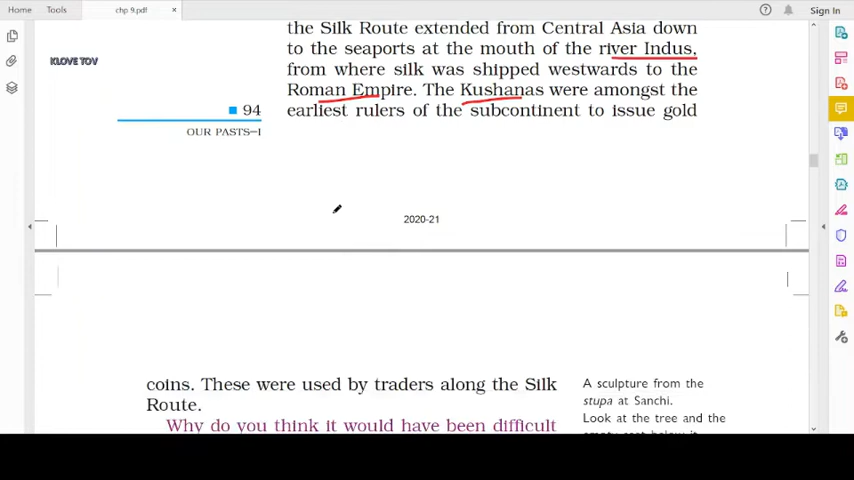 Home
Tools
chp 9.pdf
×
Sign In
the Silk Route extended from Central Asia down
to the seaports at the mouth of the river Indus,
from where silk was shipped westwards to the
Roman Empire. The Kushanas were amongst the
earliest rulers of the subcontinent to issue gold
KLOVE TOV
94
OUR PASTS—I
2020-21
coins. These were used by traders along the Silk
Route.
Why do you think it would have been difficult
A sculpture from the
stupa at Sanchi.
Look at the tree and the
empty seat below it